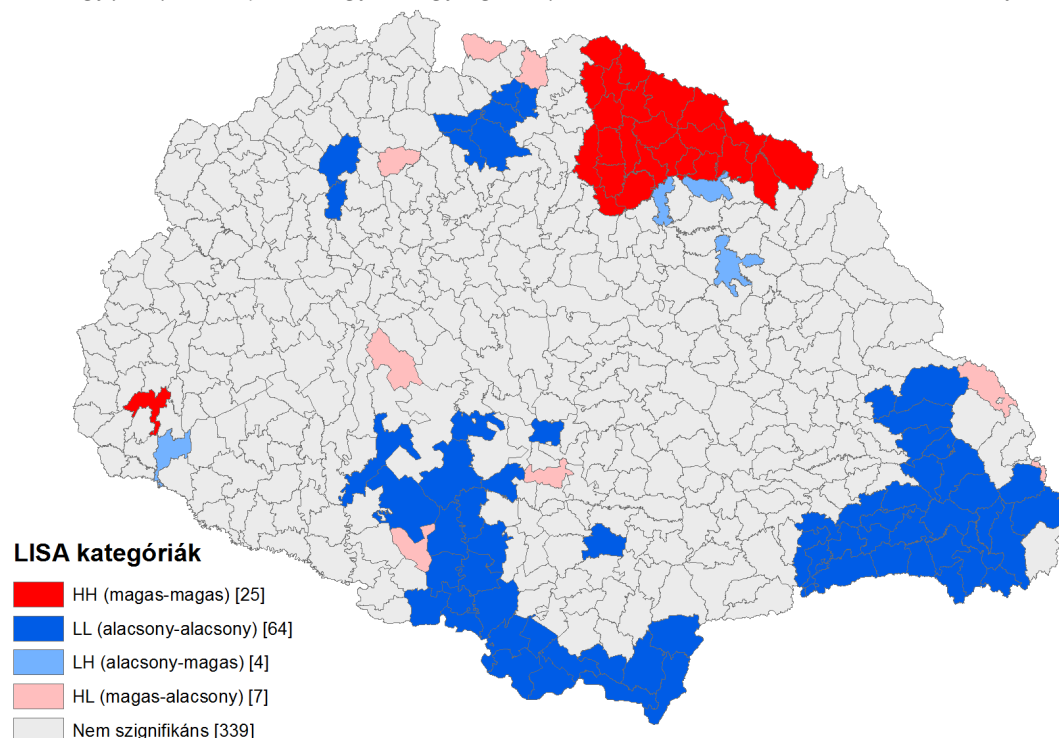 LISA kategóriák
HH (magas-magas) [25]
LL (alacsony-alacsony) [64]
LH (alacsony-magas) [4]
HL (magas-alacsony) [7]
Nem szignifikáns [339]